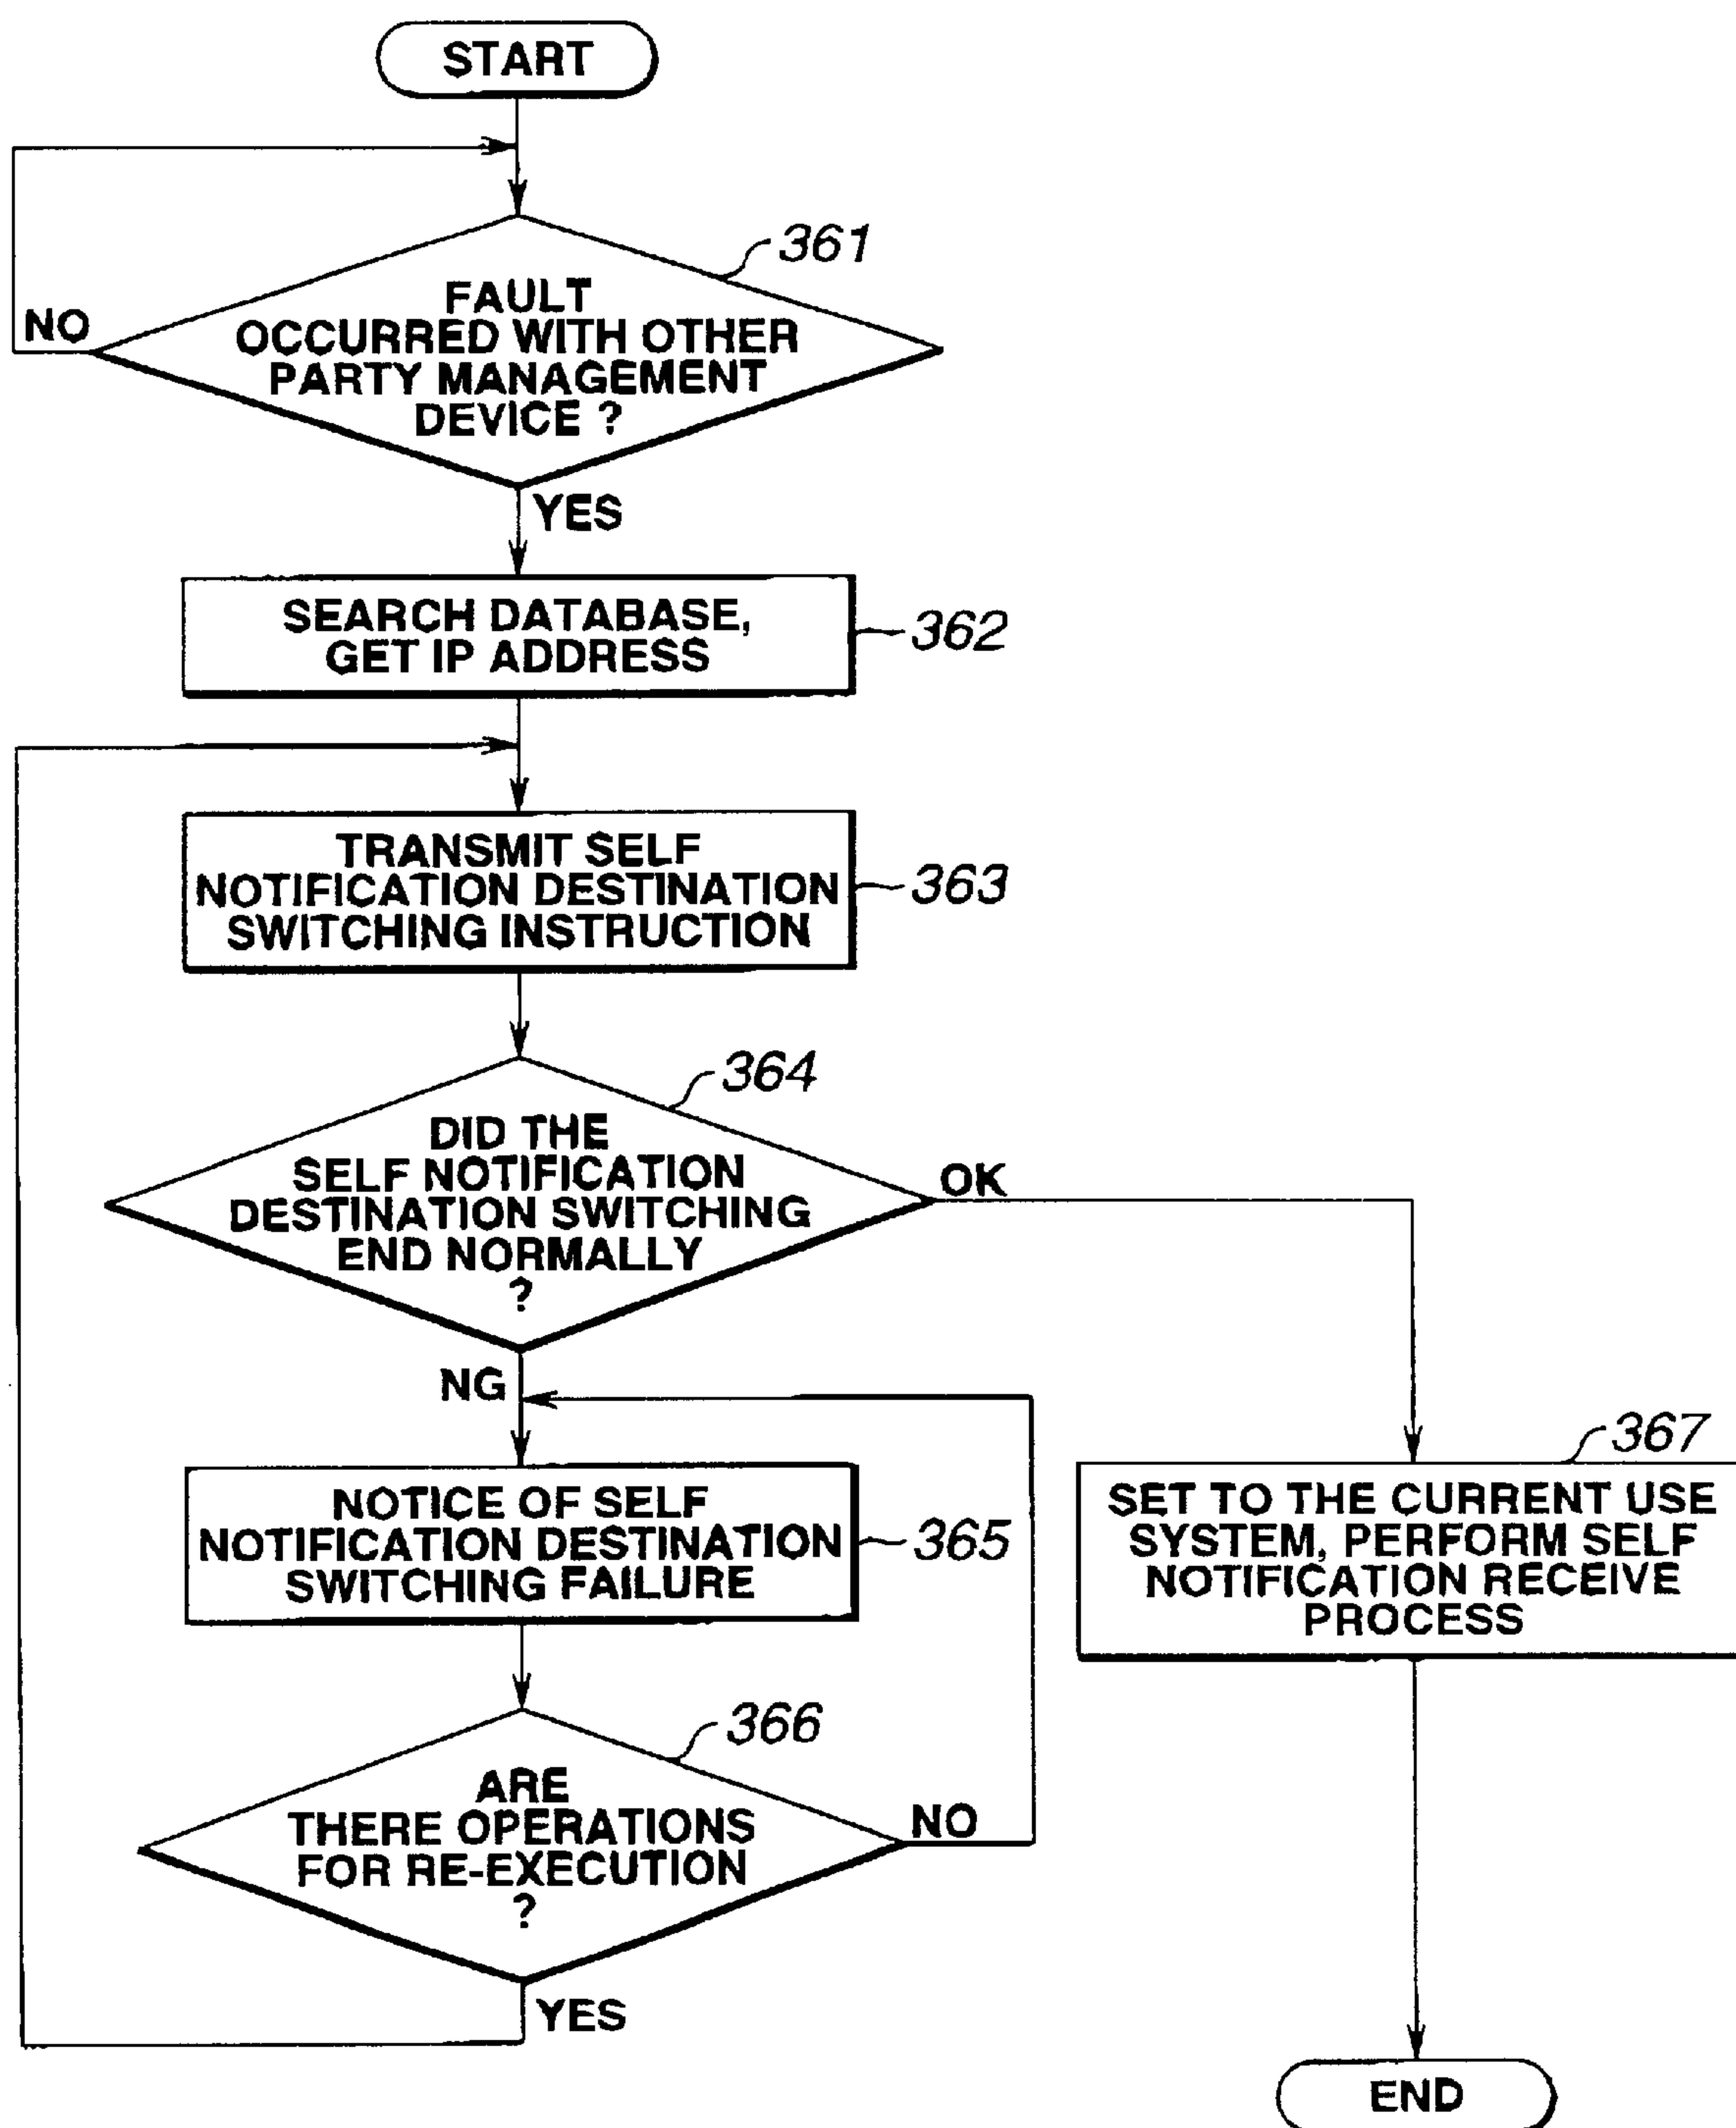 START
361
FAULT
OCCURRED WITH OTHER
PARTY MANAGEMENT
DEVICE ?
NO
YES
SEARCH DATABASE,
GET IP ADDRESS
362
TRANSMIT SELF
NOTIFICATION DESTINATION
SWITCHING INSTRUCTION
363
364
DID THE
SELF NOTIFICATION
DESTINATION SWITCHING
END NORMALLY
?
OK
NG
NOTICE OF SELF
NOTIFICATION DESTINATION
SWITCHING FAILURE
365
367
SET TO THE CURRENT USE
SYSTEM, PERFORM SELF
NOTIFICATION RECEIVE
PROCESS
366
ARE
THERE OPERATIONS
FOR RE-EXECUTION
?
NO
YES
END